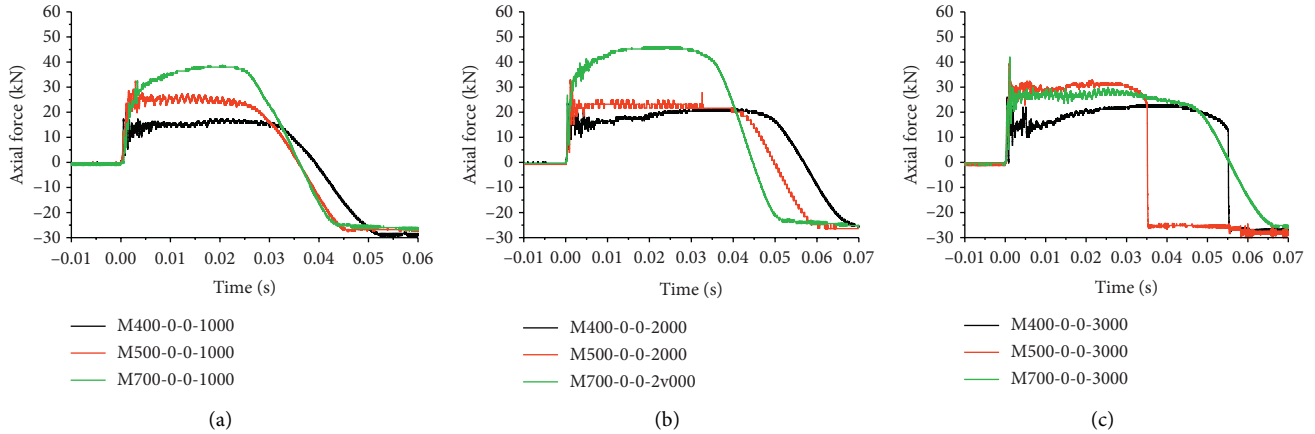 60
50
40
30
20
10
0
−10
−20
−30
Axial force (kN)
−0.01 0.00 0.01 0.02 0.03 0.04 0.05 0.06
Time (s)
M400-0-0-1000
M500-0-0-1000
M700-0-0-1000
(a)
60
50
40
30
20
10
0
−10
−20
−30
Axial force (kN)
−0.01 0.00 0.01 0.02 0.03 0.04 0.05 0.06 0.07
Time (s)
M400-0-0-2000
M500-0-0-2000
M700-0-0-2v000
(b)
60
50
40
30
20
10
0
−10
−20
−30
Axial force (kN)
−0.01 0.00 0.01 0.02 0.03 0.04 0.05 0.06 0.07
Time (s)
M400-0-0-3000
M500-0-0-3000
M700-0-0-3000
(c)